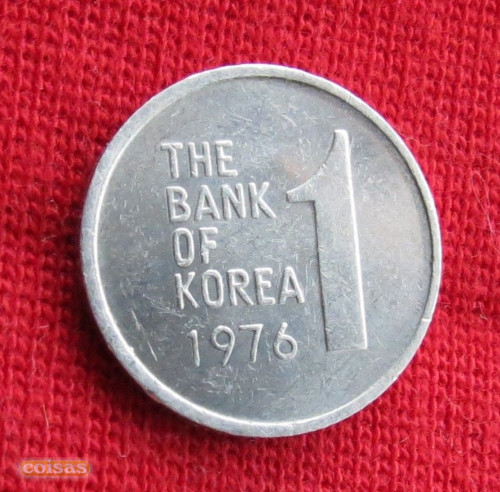 THE
BANK
OF
KOREA
1976
1
coisas